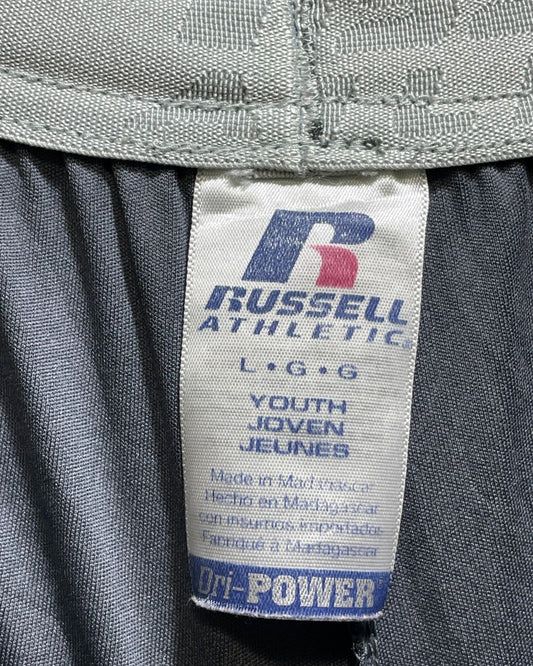 R
RUSSELL
ATHLETIC
L • G • G
YOUTH
JOVEN
JEUNES
Made in Madagascar
Hecho en Madagascar
con insumos importados
Fabriqué à Madagascar
Dri-POWER